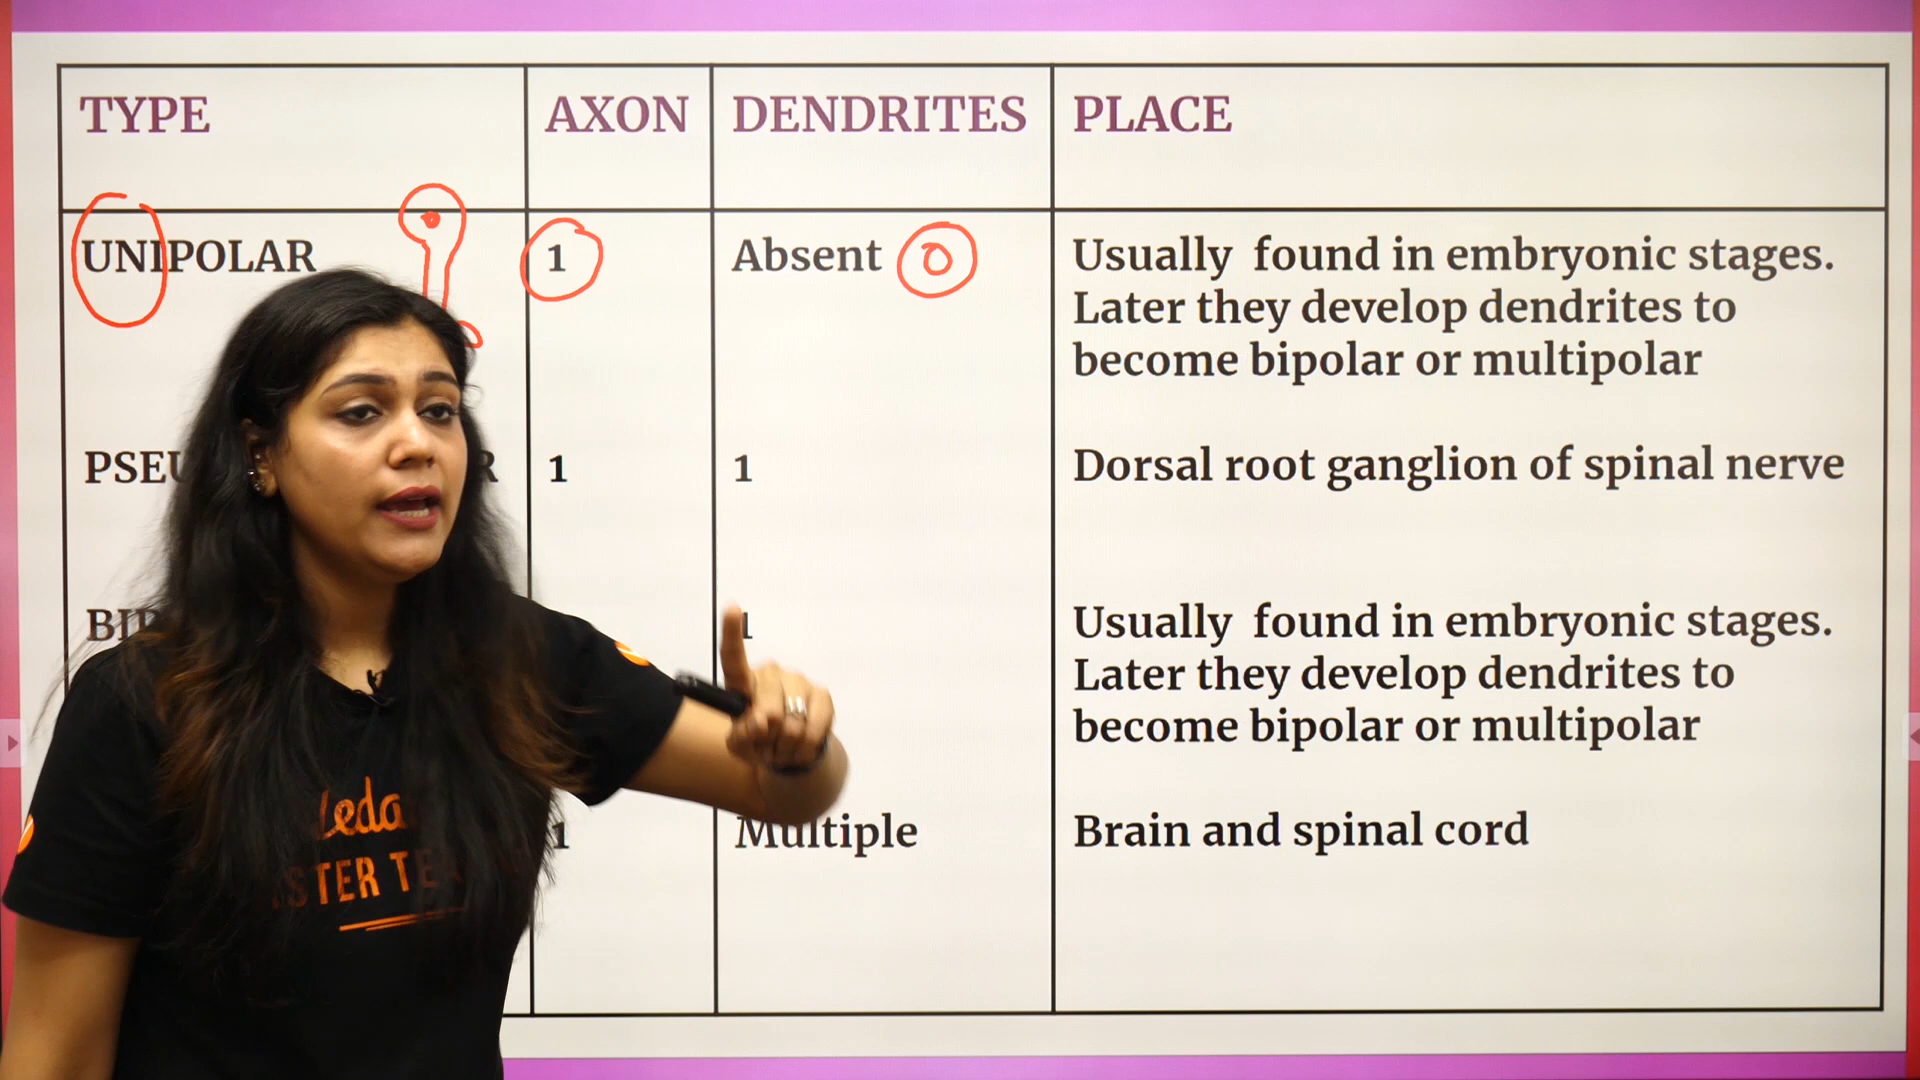 TYPE AXON DENDRITES PLACE
UNIPOLAR 1 Absent 0 Usually found in embryonic stages.
Later they develop dendrites to
become bipolar or multipolar
1 1 Dorsal root ganglion of spinal nerve
1 Usually found in embryonic stages.
Later they develop dendrites to
become bipolar or multipolar
1 Multiple Brain and spinal cord